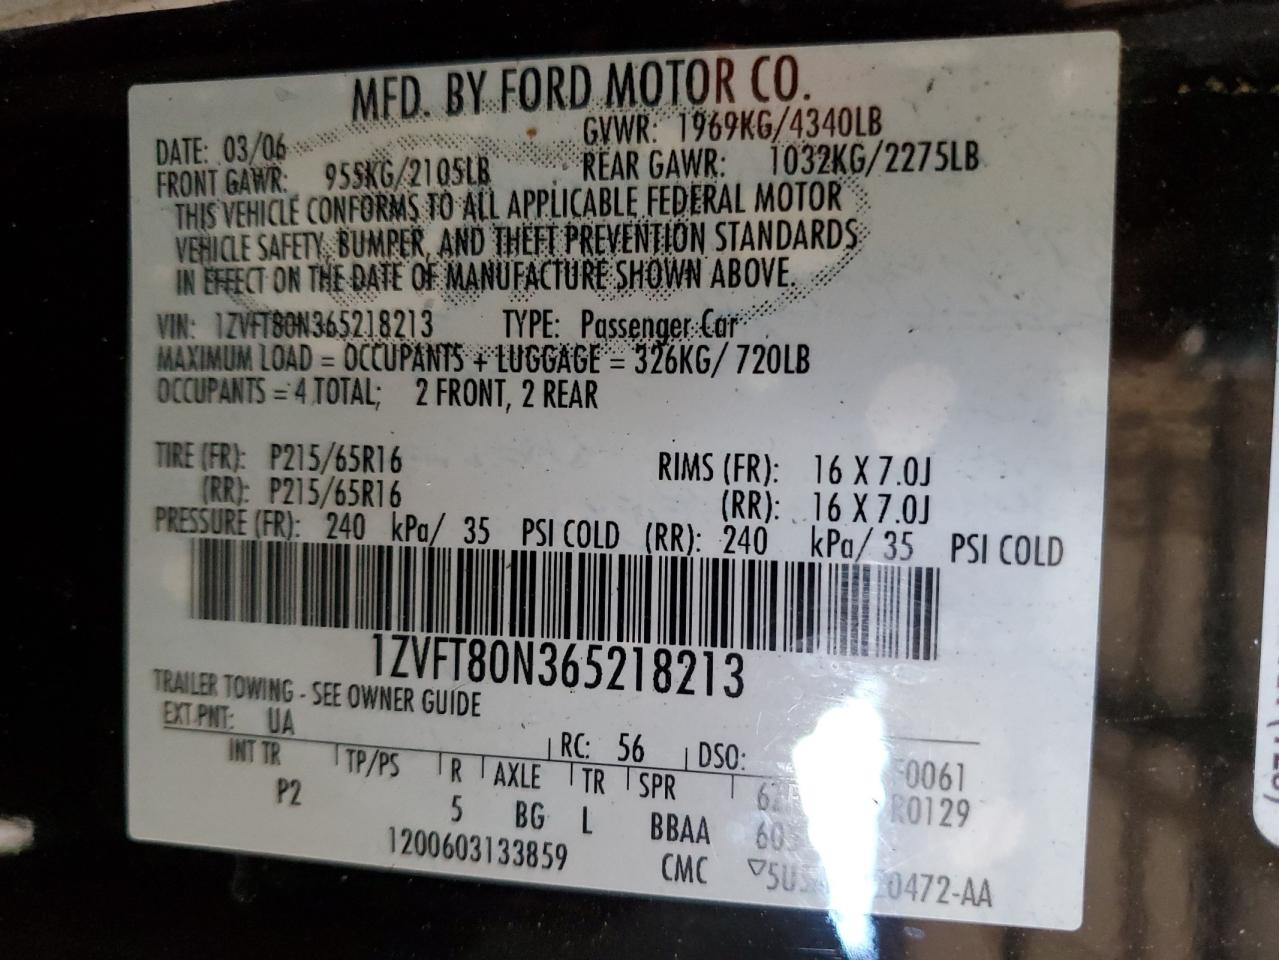 MFD. BY FORD MOTOR CO.
DATE: 03/06 GVWR: 1969KG/4340LB
FRONT GAWR: 955KG/2105LB REAR GAWR: 1032KG/2275LB
THIS VEHICLE CONFORMS TO ALL APPLICABLE FEDERAL MOTOR
VEHICLE SAFETY, BUMPER, AND THEFT PREVENTION STANDARDS
IN EFFECT ON THE DATE OF MANUFACTURE SHOWN ABOVE.
VIN: 1ZVFT80N365218213 TYPE: Passenger Car
MAXIMUM LOAD = OCCUPANTS + LUGGAGE = 326KG/ 720LB
OCCUPANTS = 4 TOTAL; 2 FRONT, 2 REAR
TIRE (FR): P215/65R16 RIMS (FR): 16 X 7.0J
(RR): P215/65R16 (RR): 16 X 7.0J
PRESSURE (FR): 240 kPa/ 35 PSI COLD (RR): 240 kPa/ 35 PSI COLD
1ZVFT80N365218213
TRAILER TOWING - SEE OWNER GUIDE
EXT PNT: UA RC: 56 DSO:
INT TR TP/PS R AXLE TR SPR
P2 5 BG L BBAA
1200603133859 CMC